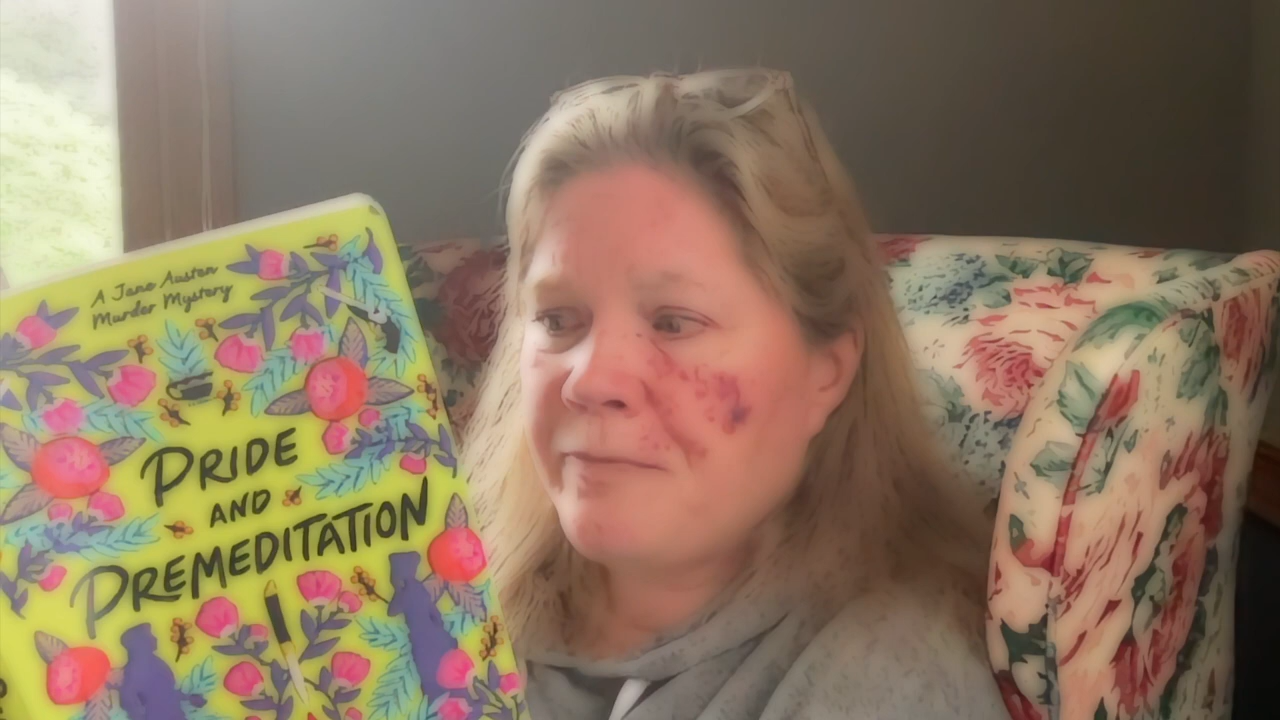 A Jane Austen
Murder Mystery
PRIDE
AND
PREMEDITATION